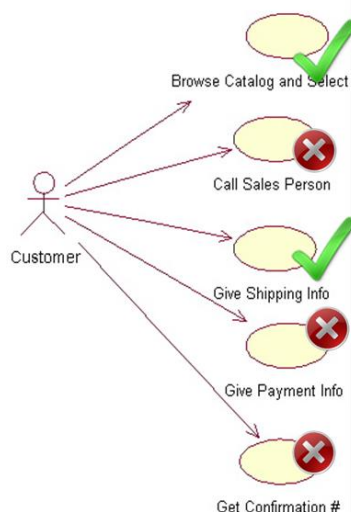 Browse Catalog and Select
Call Sales Person
Customer
Give Shipping Info
Give Payment Info
Get Confirmation #